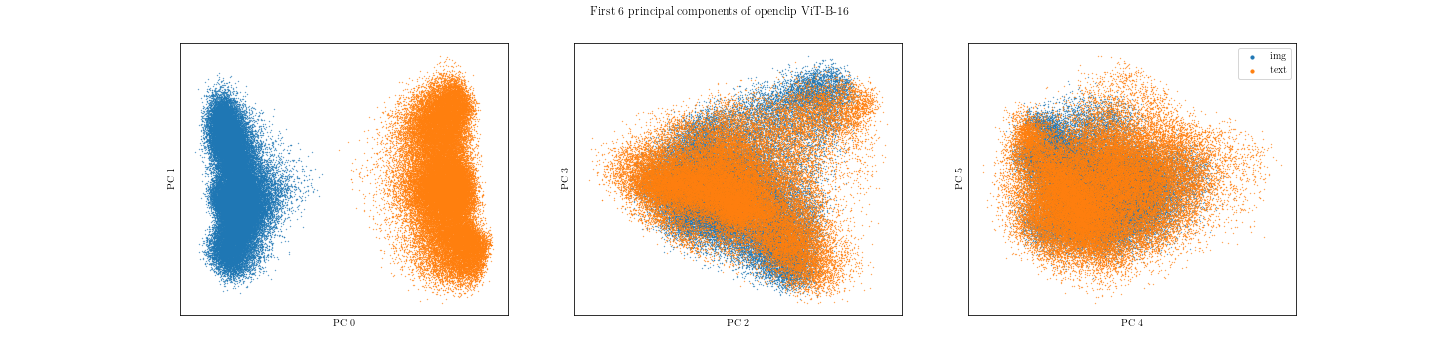 First 6 principal components of openclip ViT-B-16
PC 1
PC 0
PC 3
PC 2
PC 5
PC 4
img
text